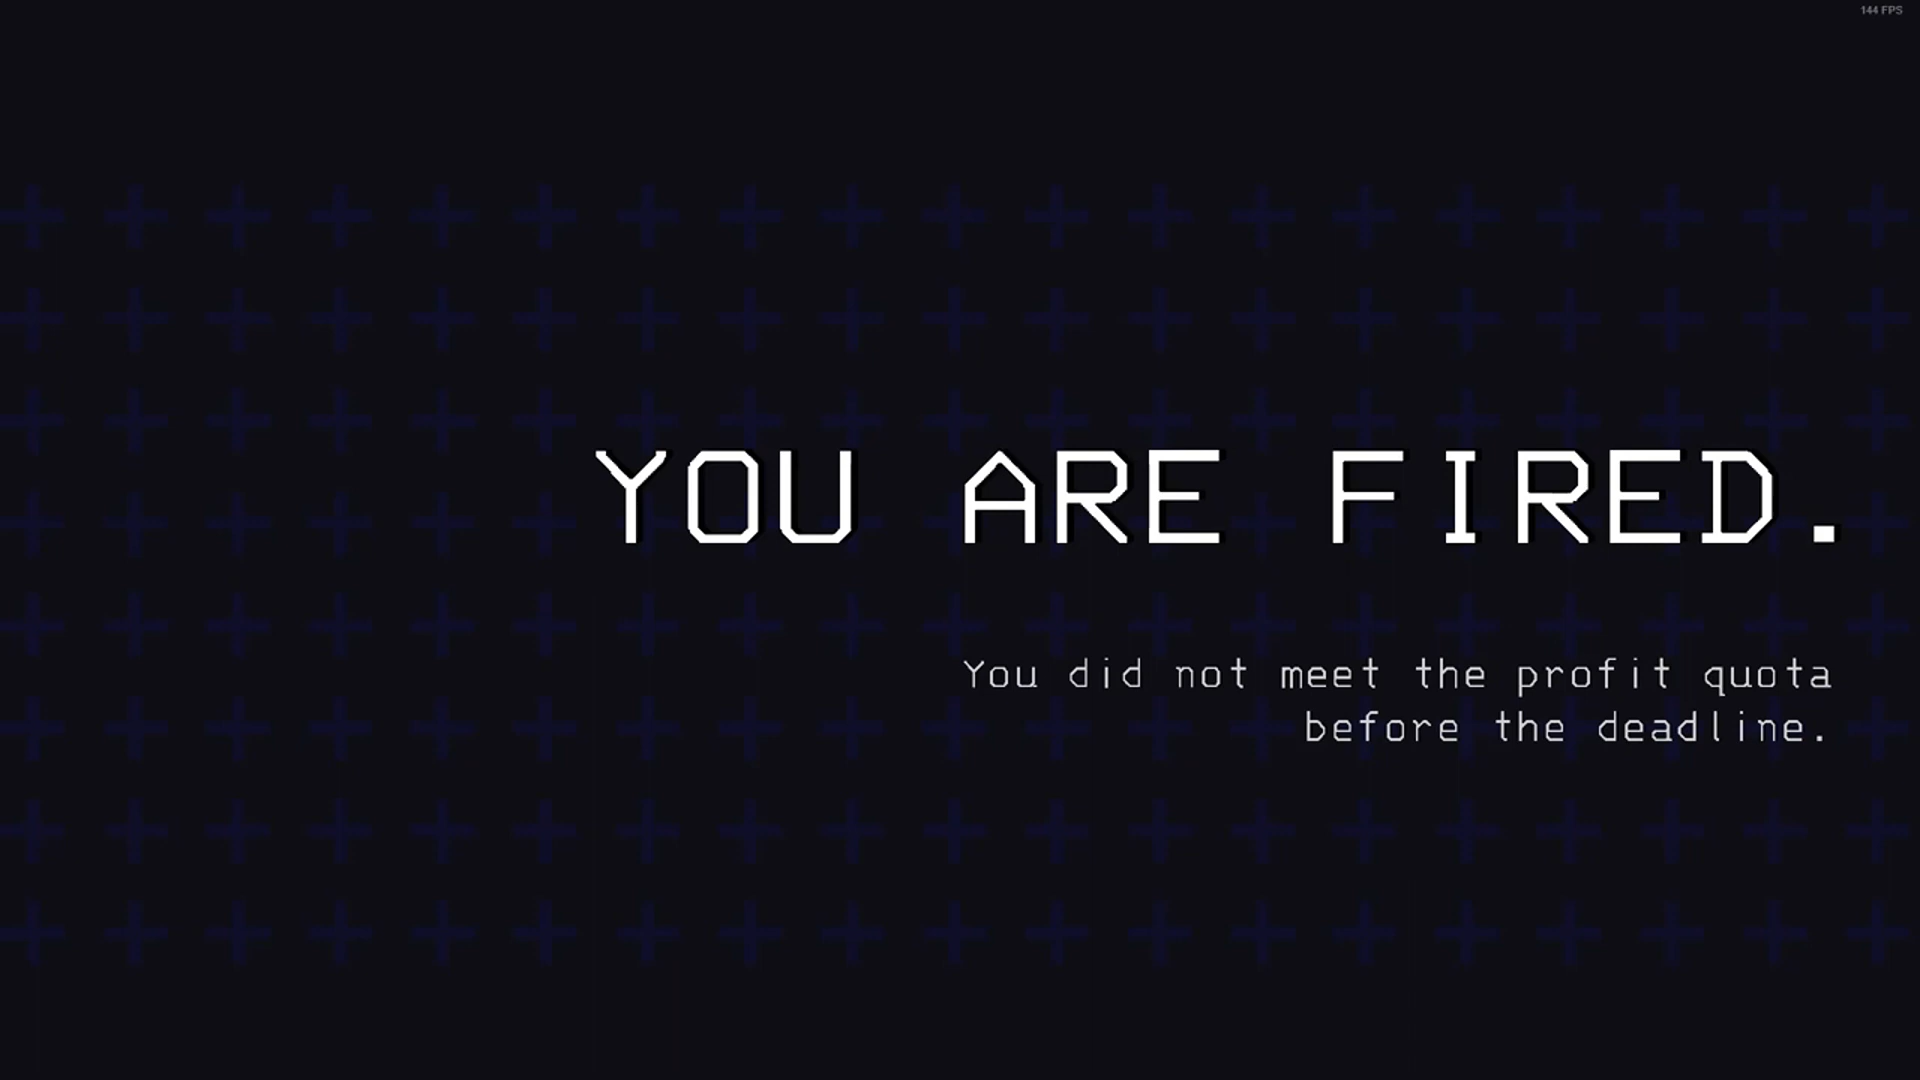 144 FPS
YOU ARE FIRED.
You did not meet the profit quota
before the deadline.